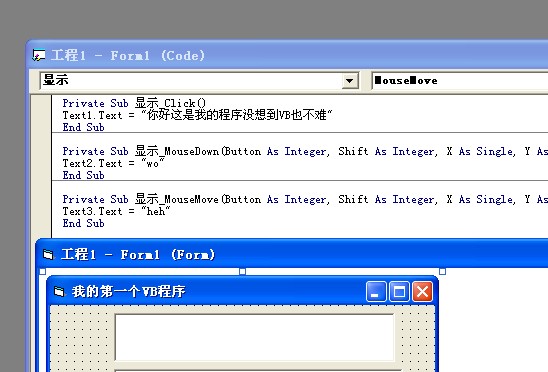 工程1 - Form1 (Code)
显示 MouseMove
Private Sub 显示_Click()
Text1.Text = "你好这是我的程序没想到VB也不难"
End Sub
Private Sub 显示_MouseDown(Button As Integer, Shift As Integer, X As Single, Y As
Text2.Text = "wo"
End Sub
Private Sub 显示_MouseMove(Button As Integer, Shift As Integer, X As Single, Y As
Text3.Text = "heh"
End Sub
工程1 - Form1 (Form)
我的第一个VB程序